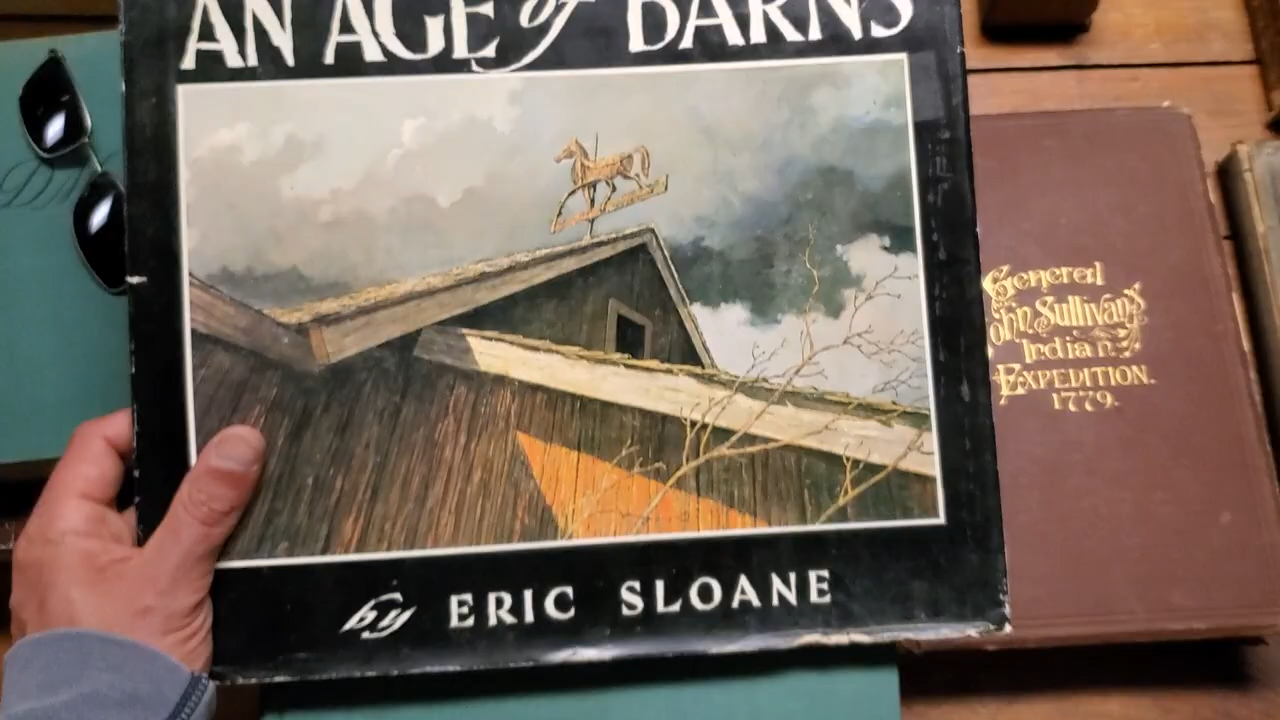 AN AGE of BARNS
by ERIC SLOANE
General
John Sullivan's
Indian
EXPEDITION.
1779.